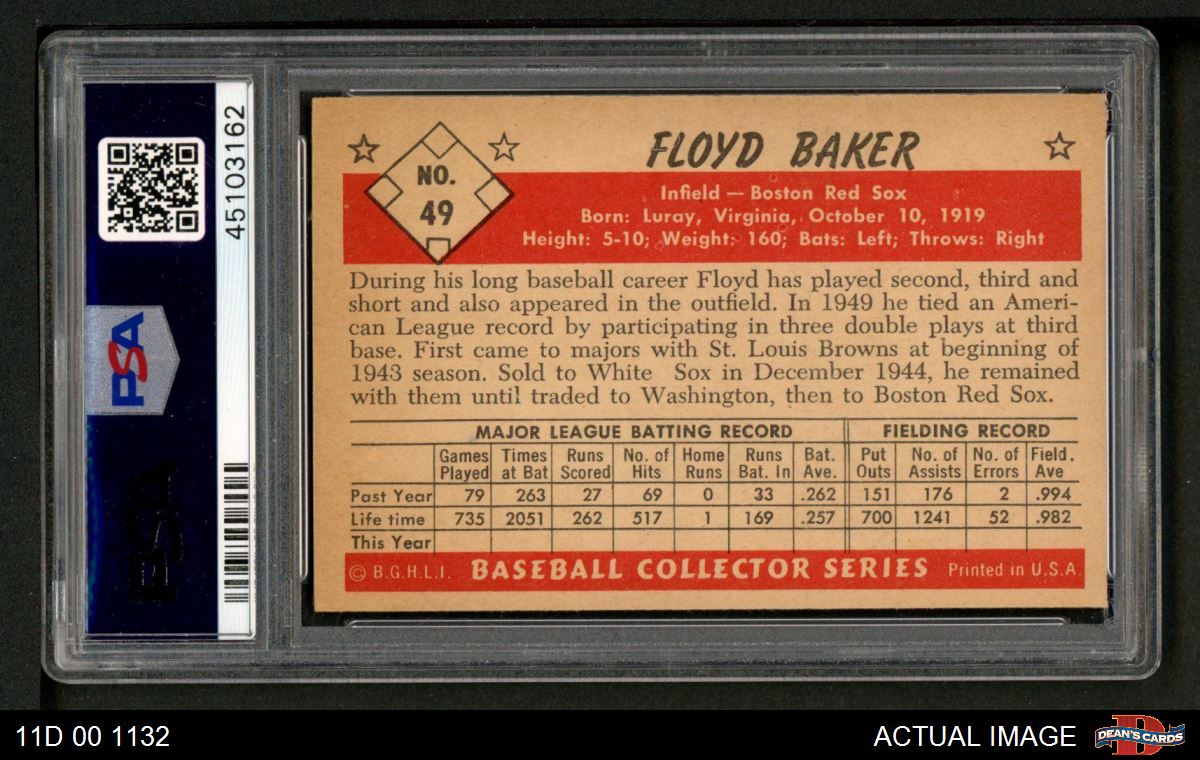 45103162
PSA
NO.
49
FLOYD BAKER
Infield — Boston Red Sox
Born: Luray, Virginia, October 10, 1919
Height: 5-10; Weight: 160; Bats: Left; Throws: Right
During his long baseball career Floyd has played second, third and
short and also appeared in the outfield. In 1949 he tied an Ameri-
can League record by participating in three double plays at third
base. First came to majors with St. Louis Browns at beginning of
1943 season. Sold to White Sox in December 1944, he remained
with them until traded to Washington, then to Boston Red Sox.
MAJOR LEAGUE BATTING RECORD FIELDING RECORD
Games Times Runs No. of Home Runs Bat. Put No. of No. of Field.
Played at Bat Scored Hits Runs Bat. In Ave. Outs Assists Errors Ave
Past Year 79 263 27 69 0 33 .262 151 176 2 .994
Life time 735 2051 262 517 1 169 .257 700 1241 52 .982
This Year
© B.G.H.L.I. BASEBALL COLLECTOR SERIES Printed in U.S.A.
PSA
11D 00 1132
ACTUAL IMAGE
D
DEAN'S CARDS